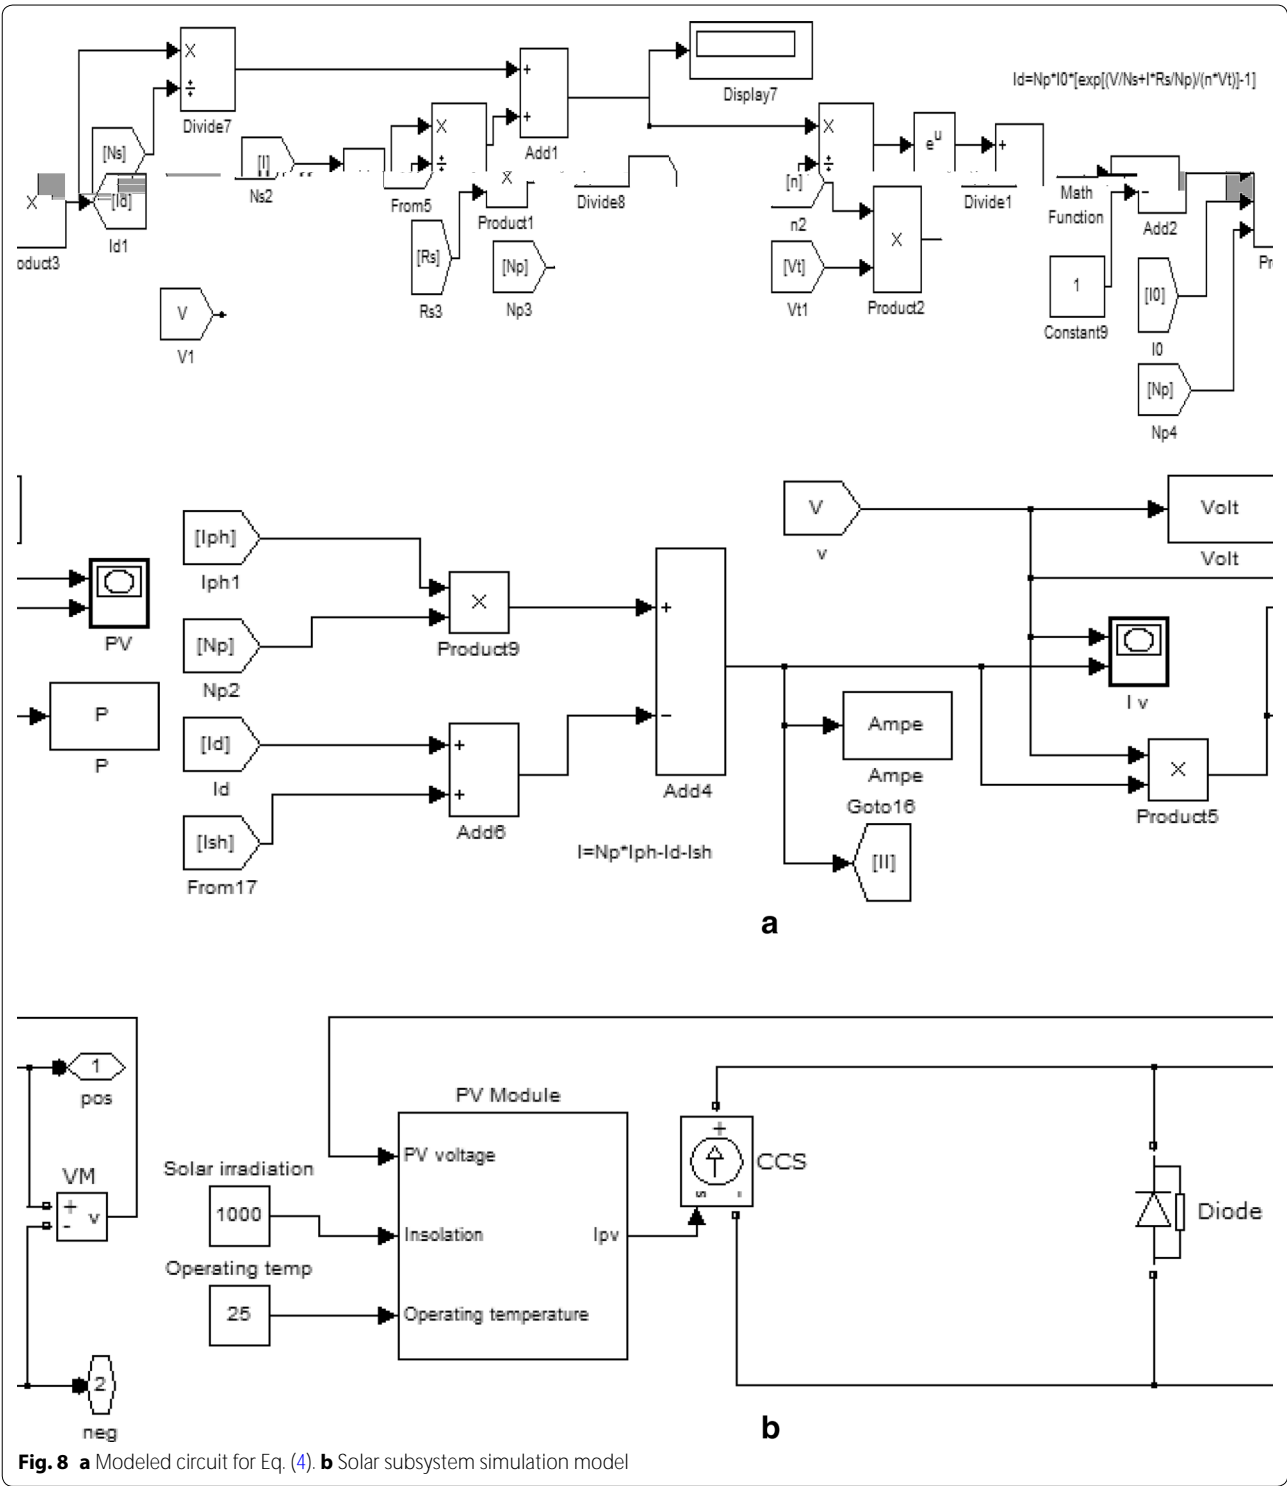 Id=Np*I0*[exp[(V/Ns+I*Rs/Np)/(n*Vt)]-1]
X
÷
Divide7
+
+
Add1
Display7
X
÷
e^u
+
[Ns]
[I]
Ns2
X
÷
From5
X
Product1
Divide8
[n]
n2
Divide1
Math
Function
-
Add2
X
oduct3
[Id]
Id1
[Rs]
Rs3
[Np]
Np3
[Vt]
Vt1
X
Product2
1
Constant9
[I0]
I0
Pr
V
V1
[Np]
Np4
[Iph]
Iph1
V
v
Volt
Volt
PV
[Np]
Np2
X
Product9
+
-
Add4
I v
P
P
[Id]
Id
+
+
Add6
Ampe
Ampe
X
Product5
[Ish]
From17
I=Np*Iph-Id-Ish
Goto16
[II]
a
1
pos
VM
+
-
v
2
neg
PV Module
Solar irradiation
1000
Operating temp
25
PV voltage
Insolation
Operating temperature
Ipv
+
s
-
CCS
Diode
b
Fig. 8 a Modeled circuit for Eq. (4). b Solar subsystem simulation model